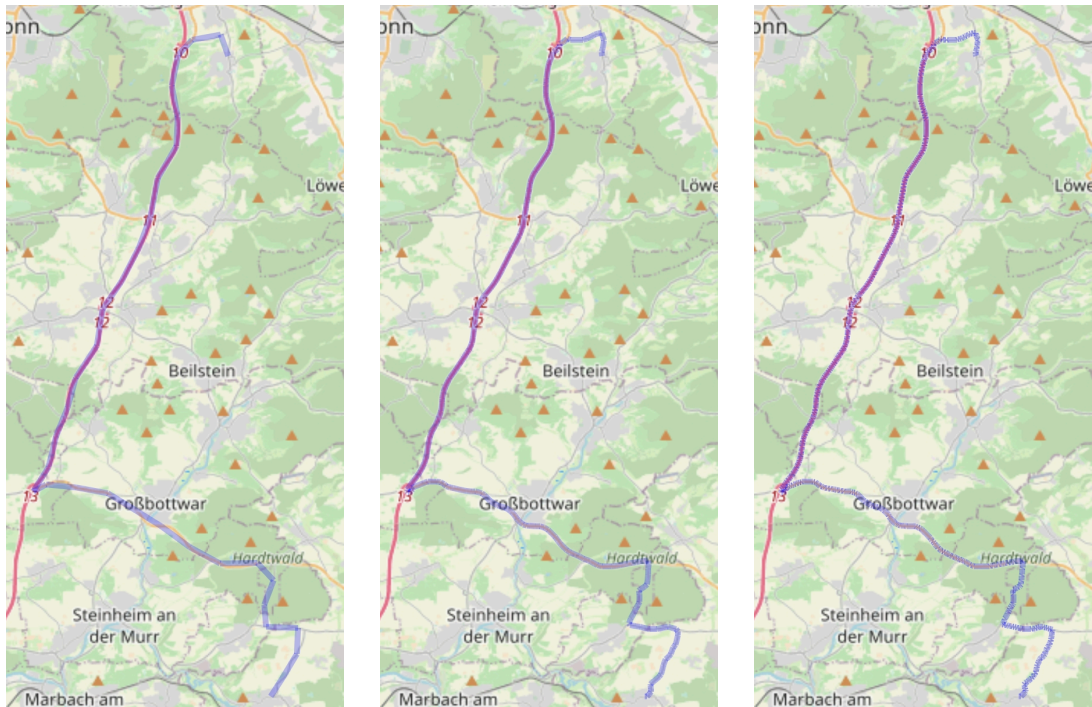 onn
10
Löwe
11
12
12
Beilstein
13
Großbottwar
Hardtwald
Steinheim an
der Murr
Marbach am
onn
10
Löwe
11
12
12
Beilstein
13
Großbottwar
Hardtwald
Steinheim an
der Murr
Marbach am
onn
10
Löwe
11
12
12
Beilstein
13
Großbottwar
Hardtwald
Steinheim an
der Murr
Marbach am